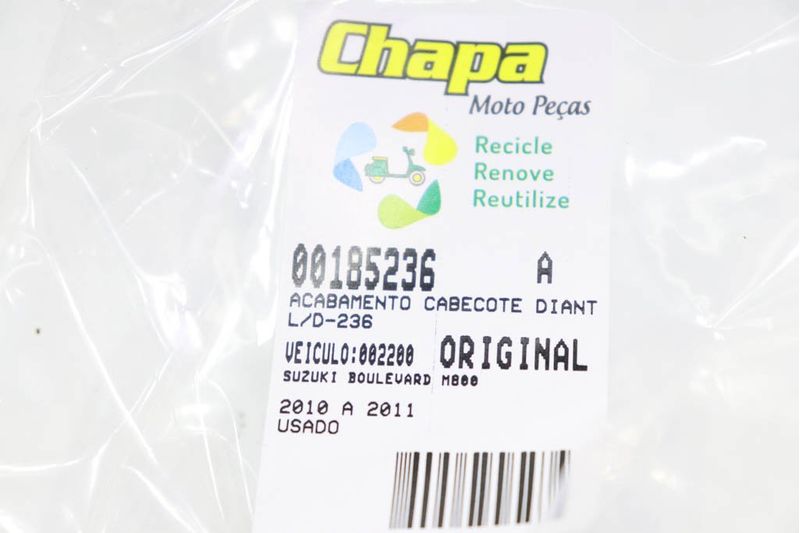 Chapa
Moto Peças
Recicle
Renove
Reutilize
00185236 A
ACABAMENTO CABECOTE DIANT
L/D-236
VEICULO:002200 ORIGINAL
SUZUKI BOULEVARD M800
2010 A 2011
USADO